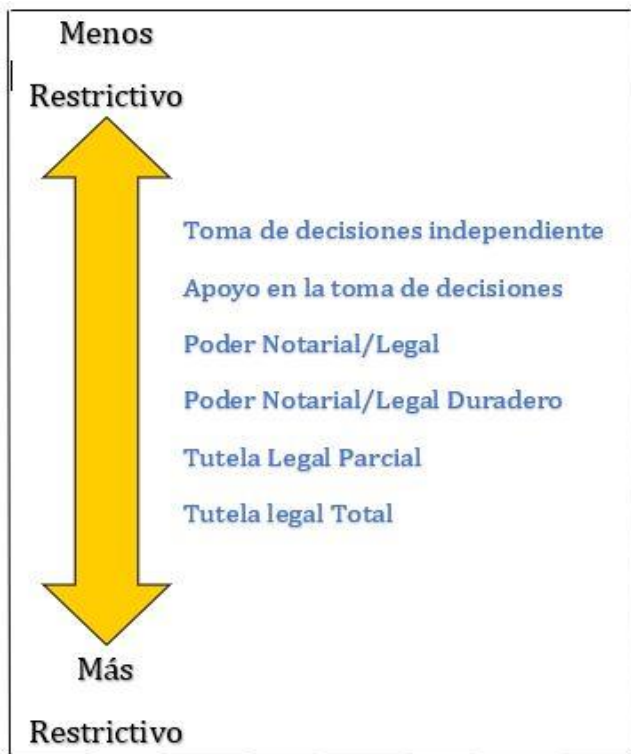 Menos
Restrictivo
Toma de decisiones independiente
Apoyo en la toma de decisiones
Poder Notarial/Legal
Poder Notarial/Legal Duradero
Tutela Legal Parcial
Tutela legal Total
Más
Restrictivo